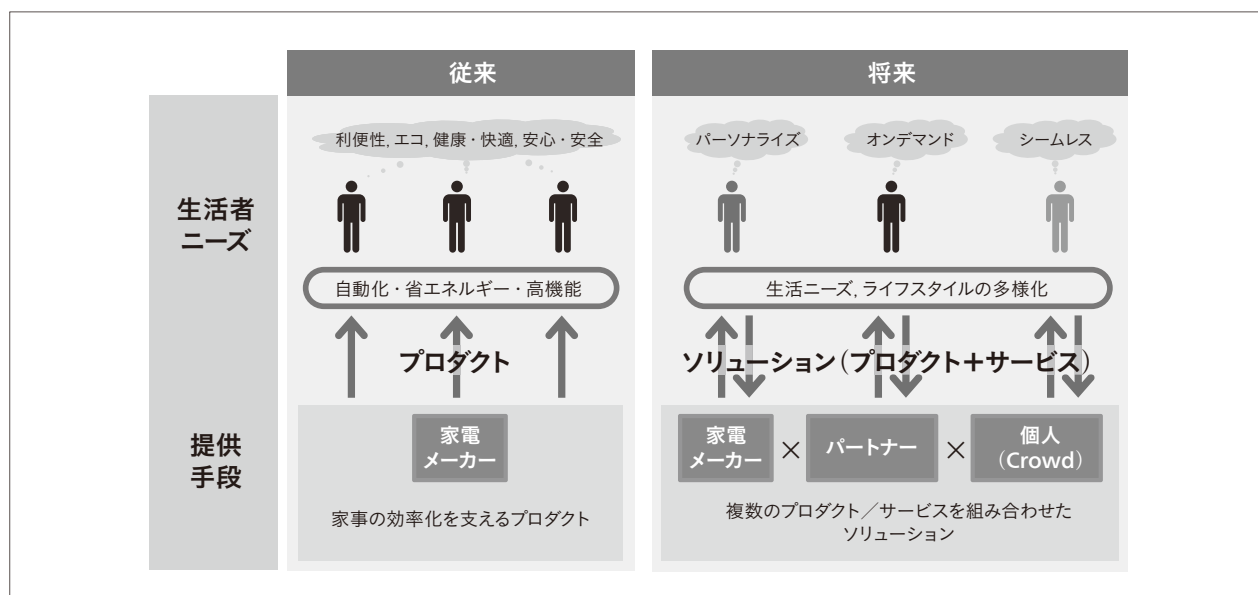 従来
将来
生活者
ニーズ
利便性, エコ, 健康・快適, 安心・安全
自動化・省エネルギー・高機能
パーソナライズ
オンデマンド
シームレス
生活ニーズ, ライフスタイルの多様化
プロダクト
ソリューション(プロダクト＋サービス)
提供
手段
家電
メーカー
家事の効率化を支えるプロダクト
家電
メーカー
×
パートナー
×
個人
(Crowd)
複数のプロダクト／サービスを組み合わせた
ソリューション